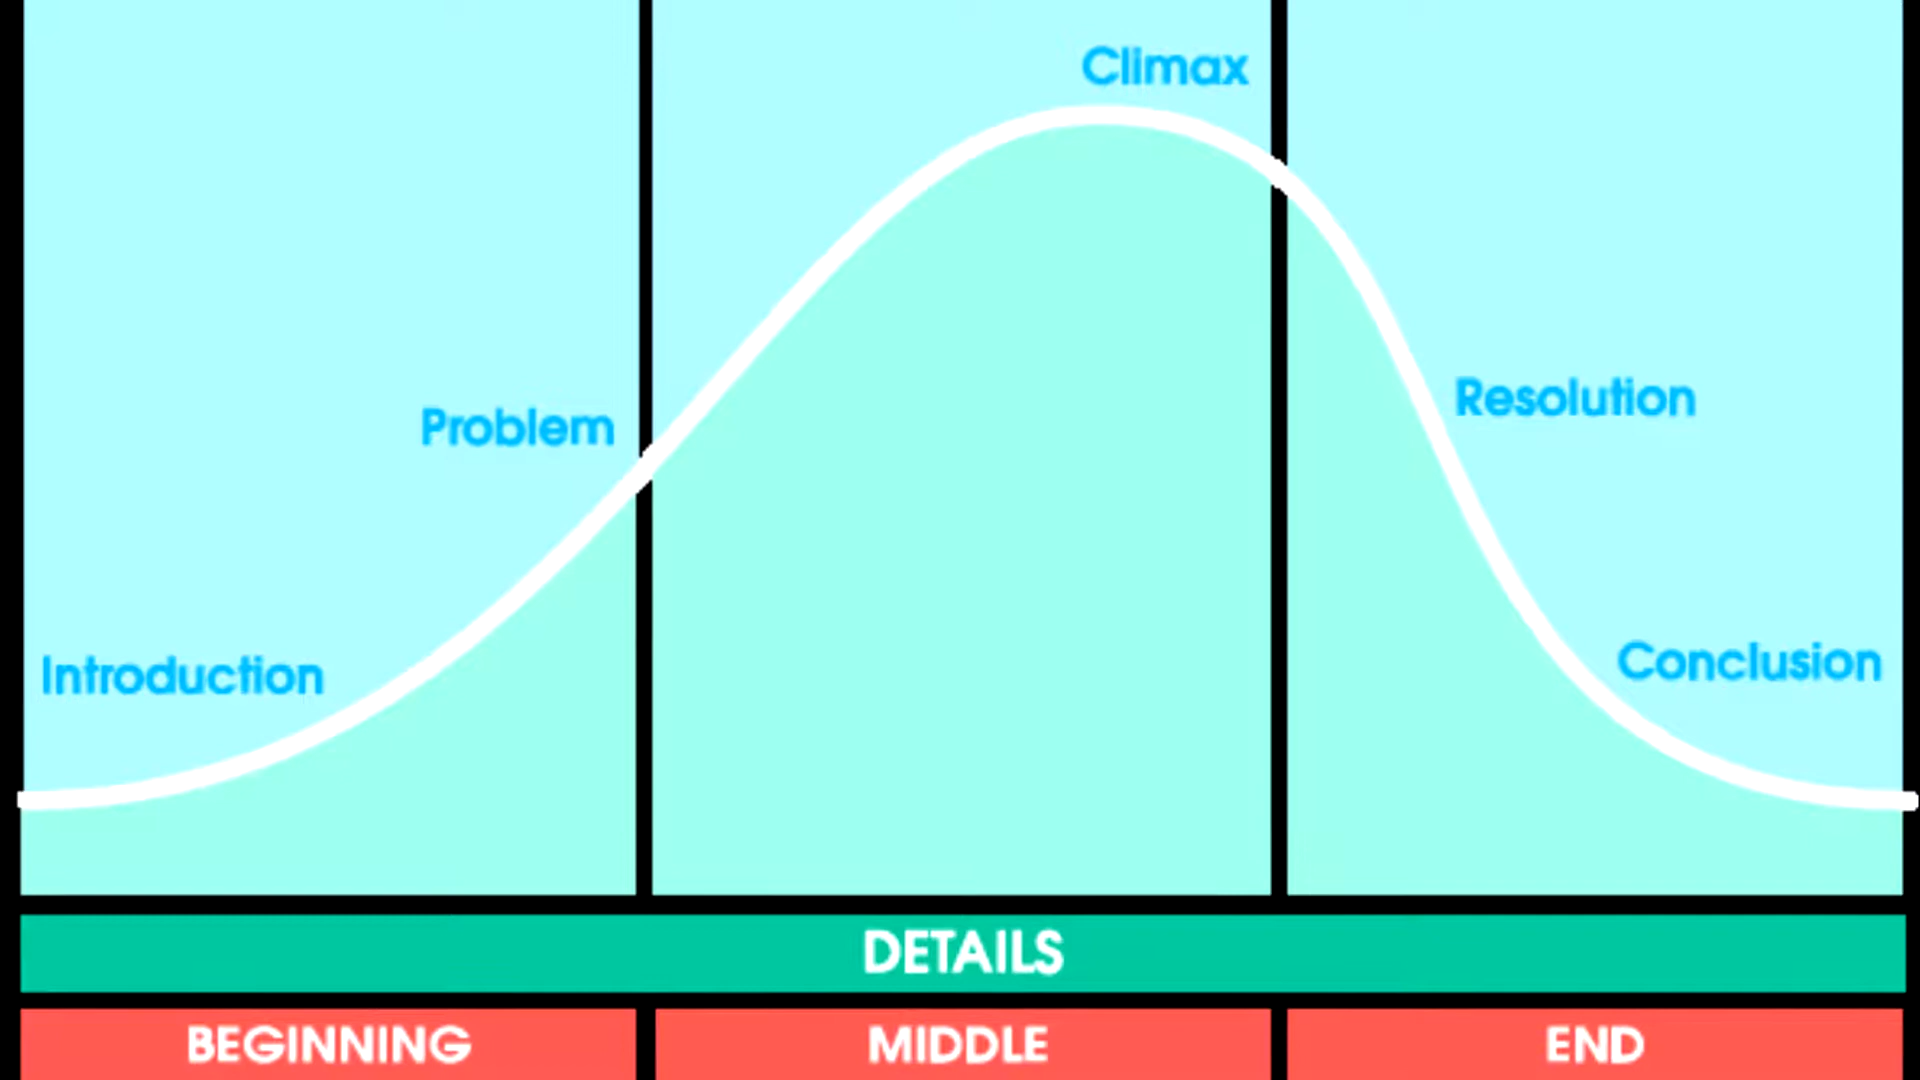 Climax
Problem
Resolution
Introduction
Conclusion
DETAILS
BEGINNING
MIDDLE
END